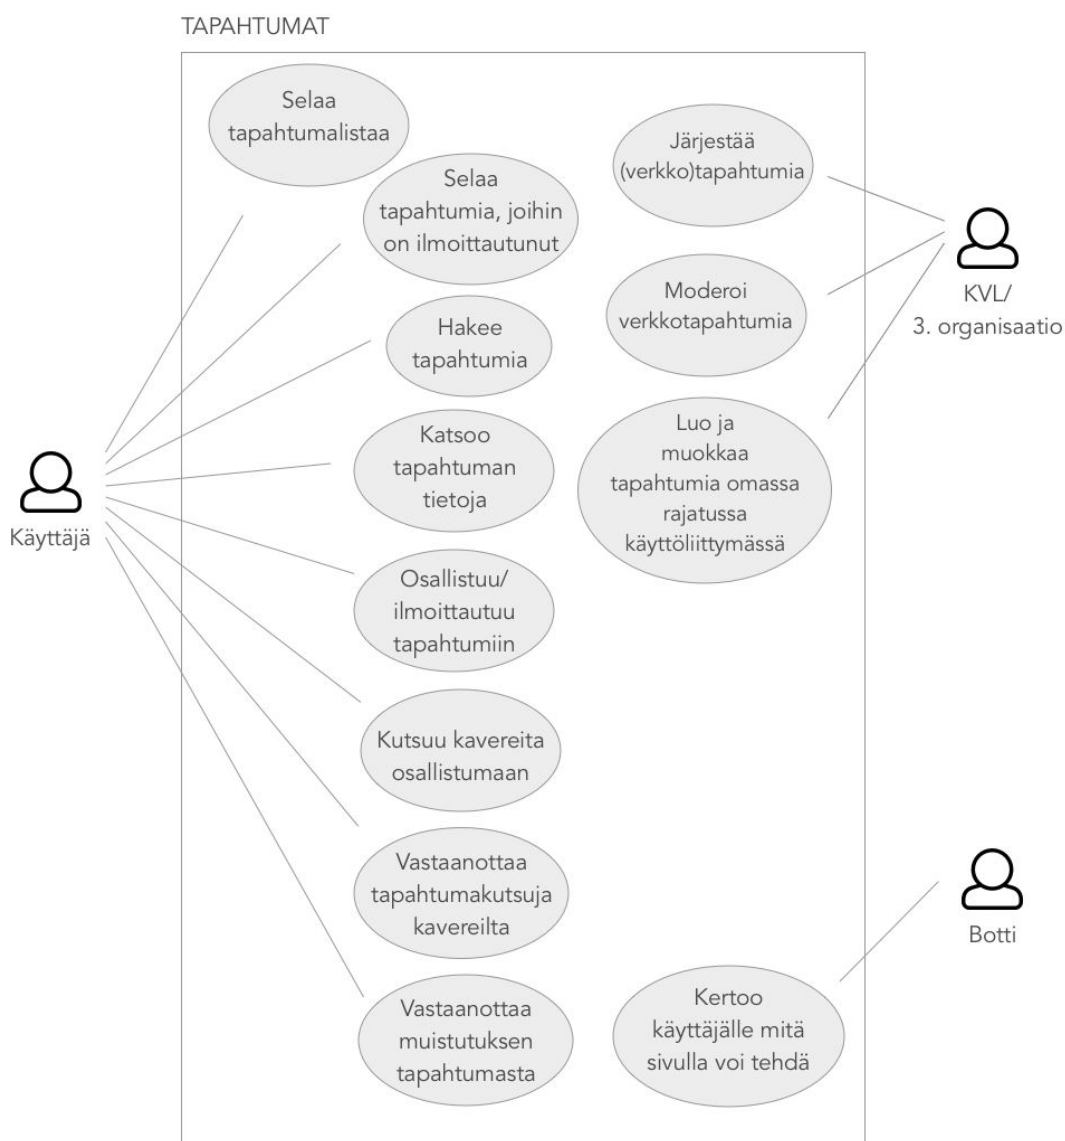 TAPAHTUMAT
Selaa
tapahtumalistaa
Selaa
tapahtumia, joihin
on ilmoittautunut
Hakee
tapahtumia
Katsoo
tapahtuman
tietoja
Osallistuu/
ilmoittautuu
tapahtumiin
Kutsuu kavereita
osallistumaan
Vastaanottaa
tapahtumakutsuja
kavereilta
Vastaanottaa
muistutuksen
tapahtumasta
Järjestää
(verkko)tapahtumia
Moderoi
verkkotapahtumia
Luo ja
muokkaa
tapahtumia omassa
rajatussa
käyttöliittymässä
Kertoo
käyttäjälle mitä
sivulla voi tehdä
Käyttäjä
KVL/
3. organisaatio
Botti